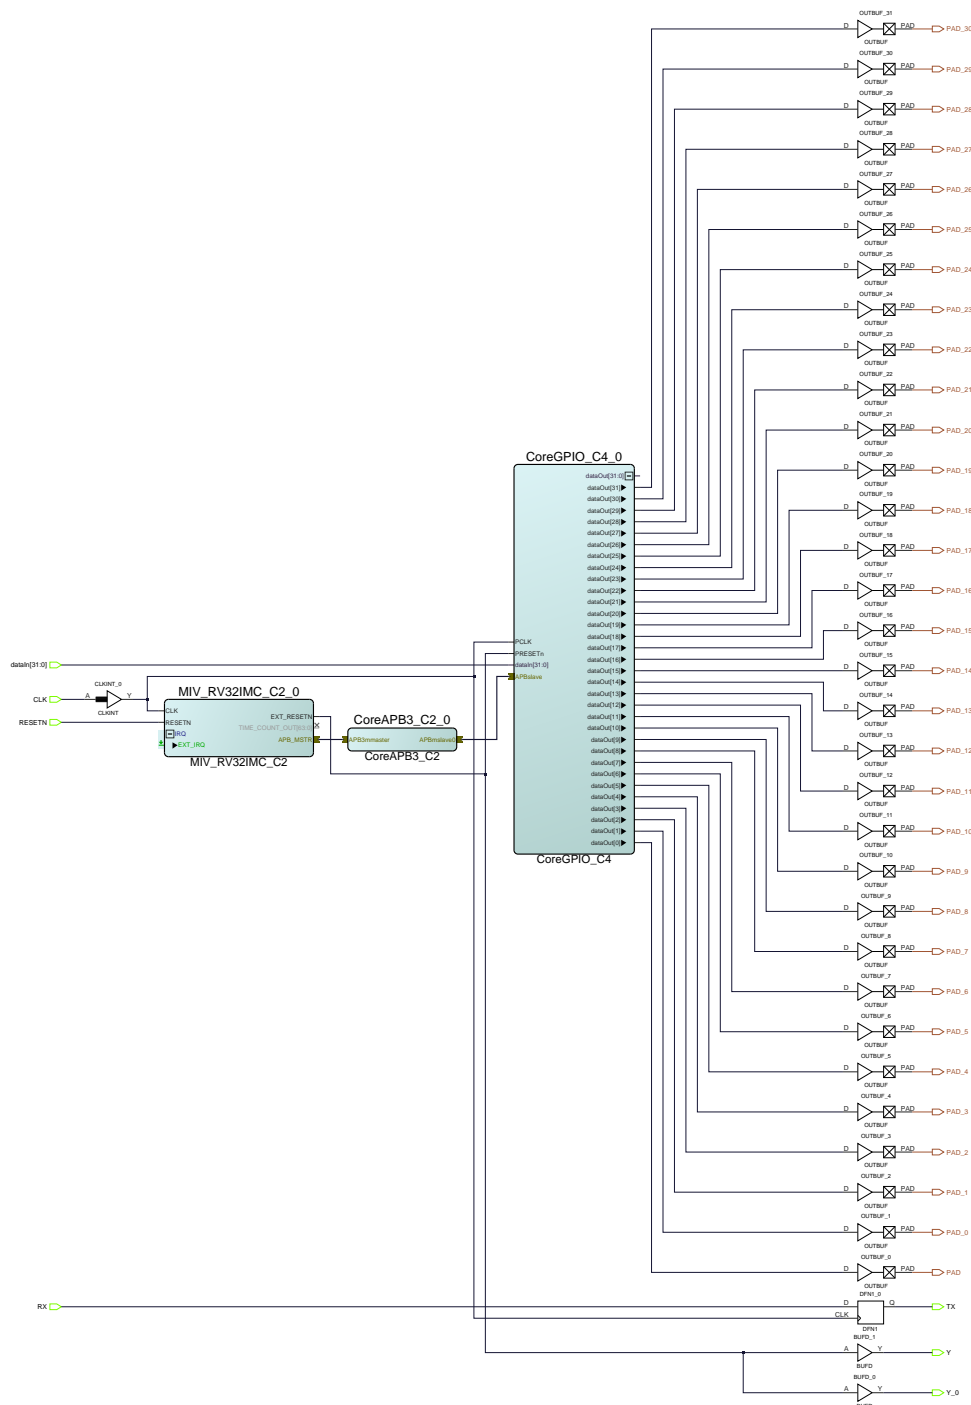 OUTBUF_31
D PAD PAD_30
OUTBUF
OUTBUF_30
D PAD PAD_29
OUTBUF
OUTBUF_29
D PAD PAD_28
OUTBUF
OUTBUF_28
D PAD PAD_27
OUTBUF
OUTBUF_27
D PAD PAD_26
OUTBUF
OUTBUF_26
D PAD PAD_25
OUTBUF
OUTBUF_25
D PAD PAD_24
OUTBUF
OUTBUF_24
D PAD PAD_23
OUTBUF
OUTBUF_23
D PAD PAD_22
OUTBUF
OUTBUF_22
D PAD PAD_21
OUTBUF
OUTBUF_21
D PAD PAD_20
OUTBUF
OUTBUF_20
D PAD PAD_19
OUTBUF
OUTBUF_19
D PAD PAD_18
OUTBUF
OUTBUF_18
D PAD PAD_17
OUTBUF
OUTBUF_17
D PAD PAD_16
OUTBUF
OUTBUF_16
D PAD PAD_15
OUTBUF
OUTBUF_15
D PAD PAD_14
OUTBUF
OUTBUF_14
D PAD PAD_13
OUTBUF
OUTBUF_13
D PAD PAD_12
OUTBUF
OUTBUF_12
D PAD PAD_11
OUTBUF
OUTBUF_11
D PAD PAD_10
OUTBUF
OUTBUF_10
D PAD PAD_9
OUTBUF
OUTBUF_9
D PAD PAD_8
OUTBUF
OUTBUF_8
D PAD PAD_7
OUTBUF
OUTBUF_7
D PAD PAD_6
OUTBUF
OUTBUF_6
D PAD PAD_5
OUTBUF
OUTBUF_5
D PAD PAD_4
OUTBUF
OUTBUF_4
D PAD PAD_3
OUTBUF
OUTBUF_3
D PAD PAD_2
OUTBUF
OUTBUF_2
D PAD PAD_1
OUTBUF
OUTBUF_1
D PAD PAD_0
OUTBUF
OUTBUF_0
D PAD PAD
OUTBUF
CoreGPIO_C4_0
dataOut[31:0]
dataOut[31]
dataOut[30]
dataOut[29]
dataOut[28]
dataOut[27]
dataOut[26]
dataOut[25]
dataOut[24]
dataOut[23]
dataOut[22]
dataOut[21]
dataOut[20]
dataOut[19]
dataOut[18]
dataOut[17]
dataOut[16]
dataOut[15]
dataOut[14]
dataOut[13]
dataOut[12]
dataOut[11]
dataOut[10]
dataOut[9]
dataOut[8]
dataOut[7]
dataOut[6]
dataOut[5]
dataOut[4]
dataOut[3]
dataOut[2]
dataOut[1]
dataOut[0]
PCLK
PRESETn
dataIn[31:0]
APBslave
CoreGPIO_C4
dataIn[31:0]
CLK
RESETN
CLKINT_0
A Y
CLKINT
MIV_RV32IMC_C2_0
CLK
RESETN
IRQ
EXT_IRQ
EXT_RESETN
TIME_COUNT_OUT[63:0]
APB_MSTR
MIV_RV32IMC_C2
CoreAPB3_C2_0
APB3mmaster APBmslave0
CoreAPB3_C2
RX
DFN1_0
D Q TX
CLK
DFN1
BUFD_1
A Y Y
BUFD
BUFD_0
A Y Y_0